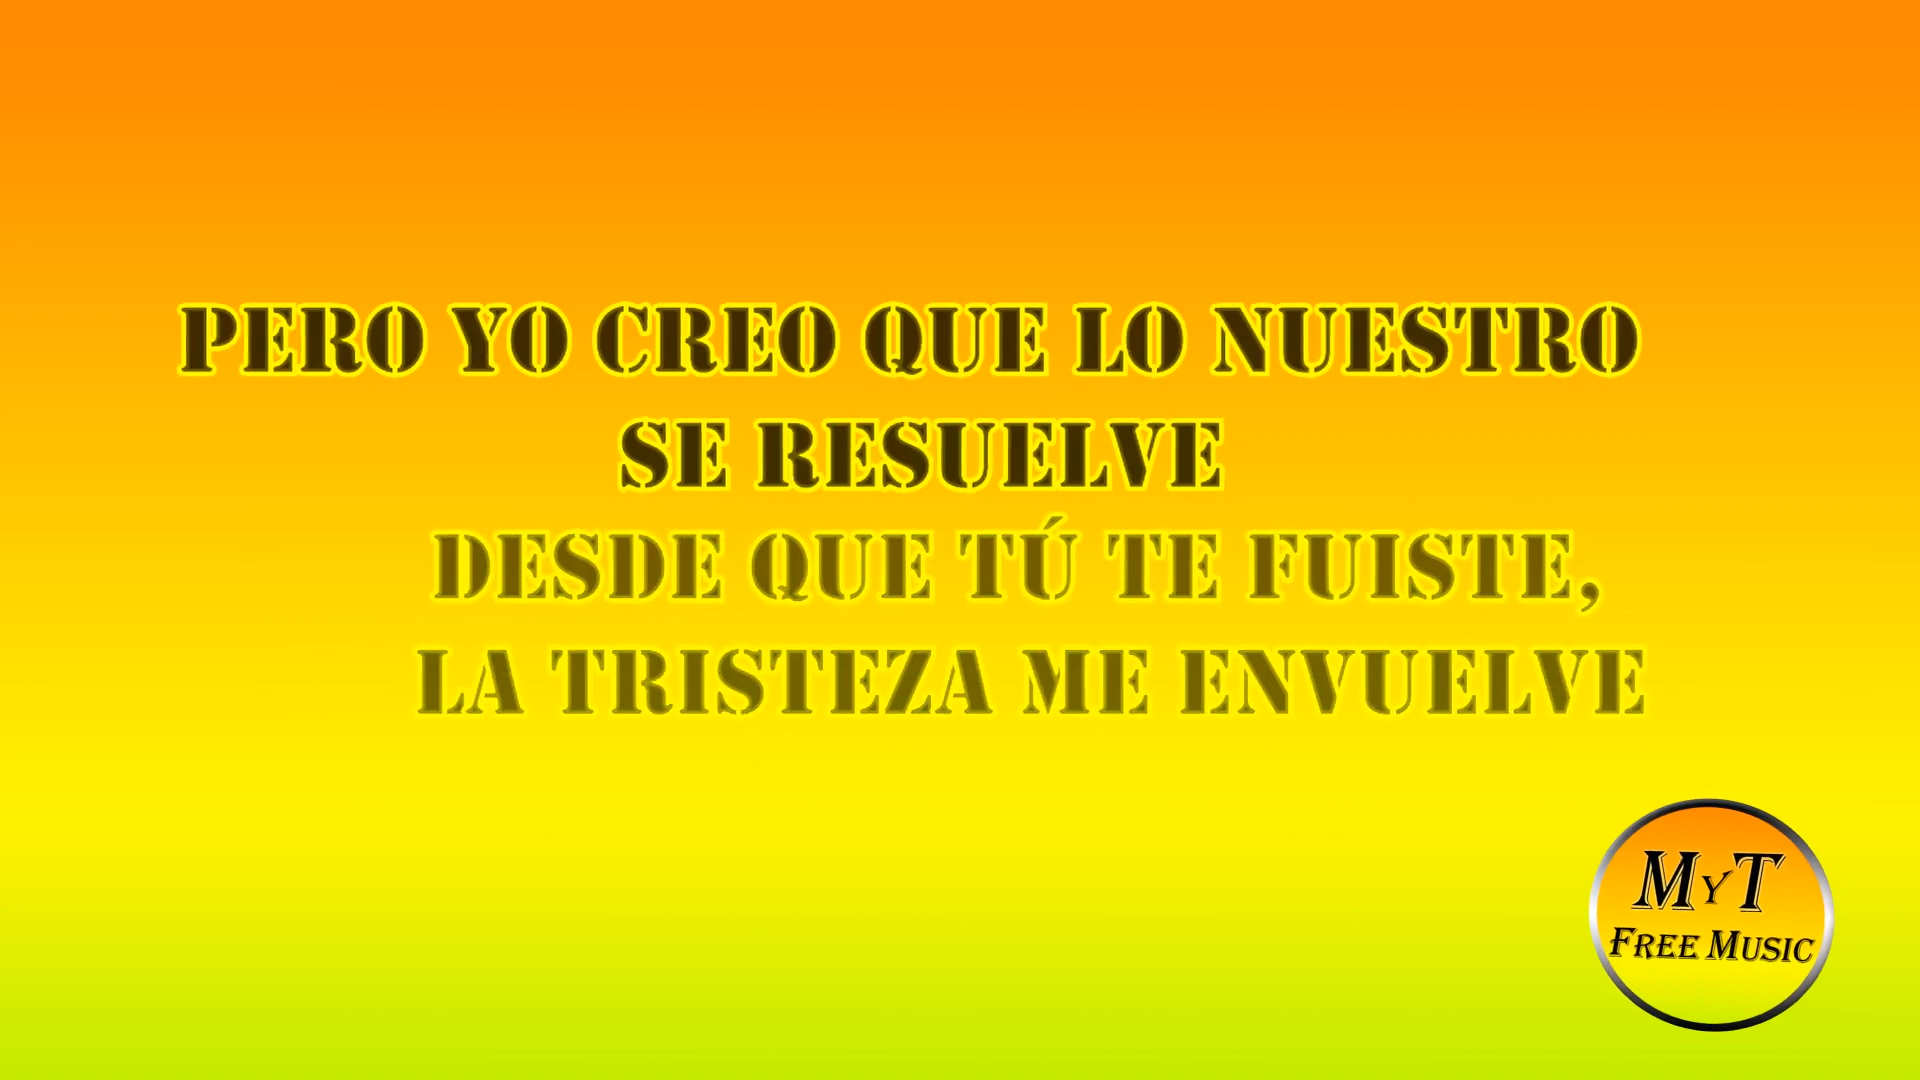 PERO YO CREO QUE LO NUESTRO
SE RESUELVE
DESDE QUE TÚ TE FUISTE,
LA TRISTEZA ME ENVUELVE
MYT
FREE MUSIC